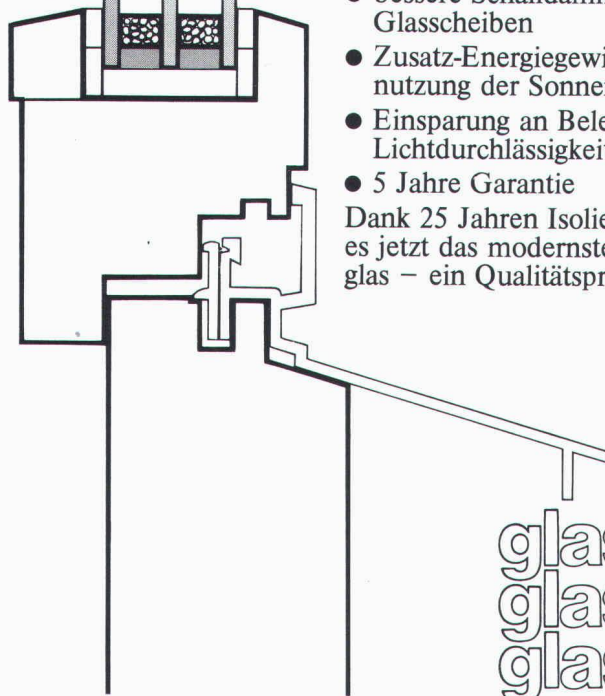 Glasscheiben
● Zusatz-Energiegewi
nutzung der Sonne
● Einsparung an Bele
Lichtdurchlässigkeit
● 5 Jahre Garantie
Dank 25 Jahren Isolie
es jetzt das modernste
glas – ein Qualitätspr
glas
glas
glas